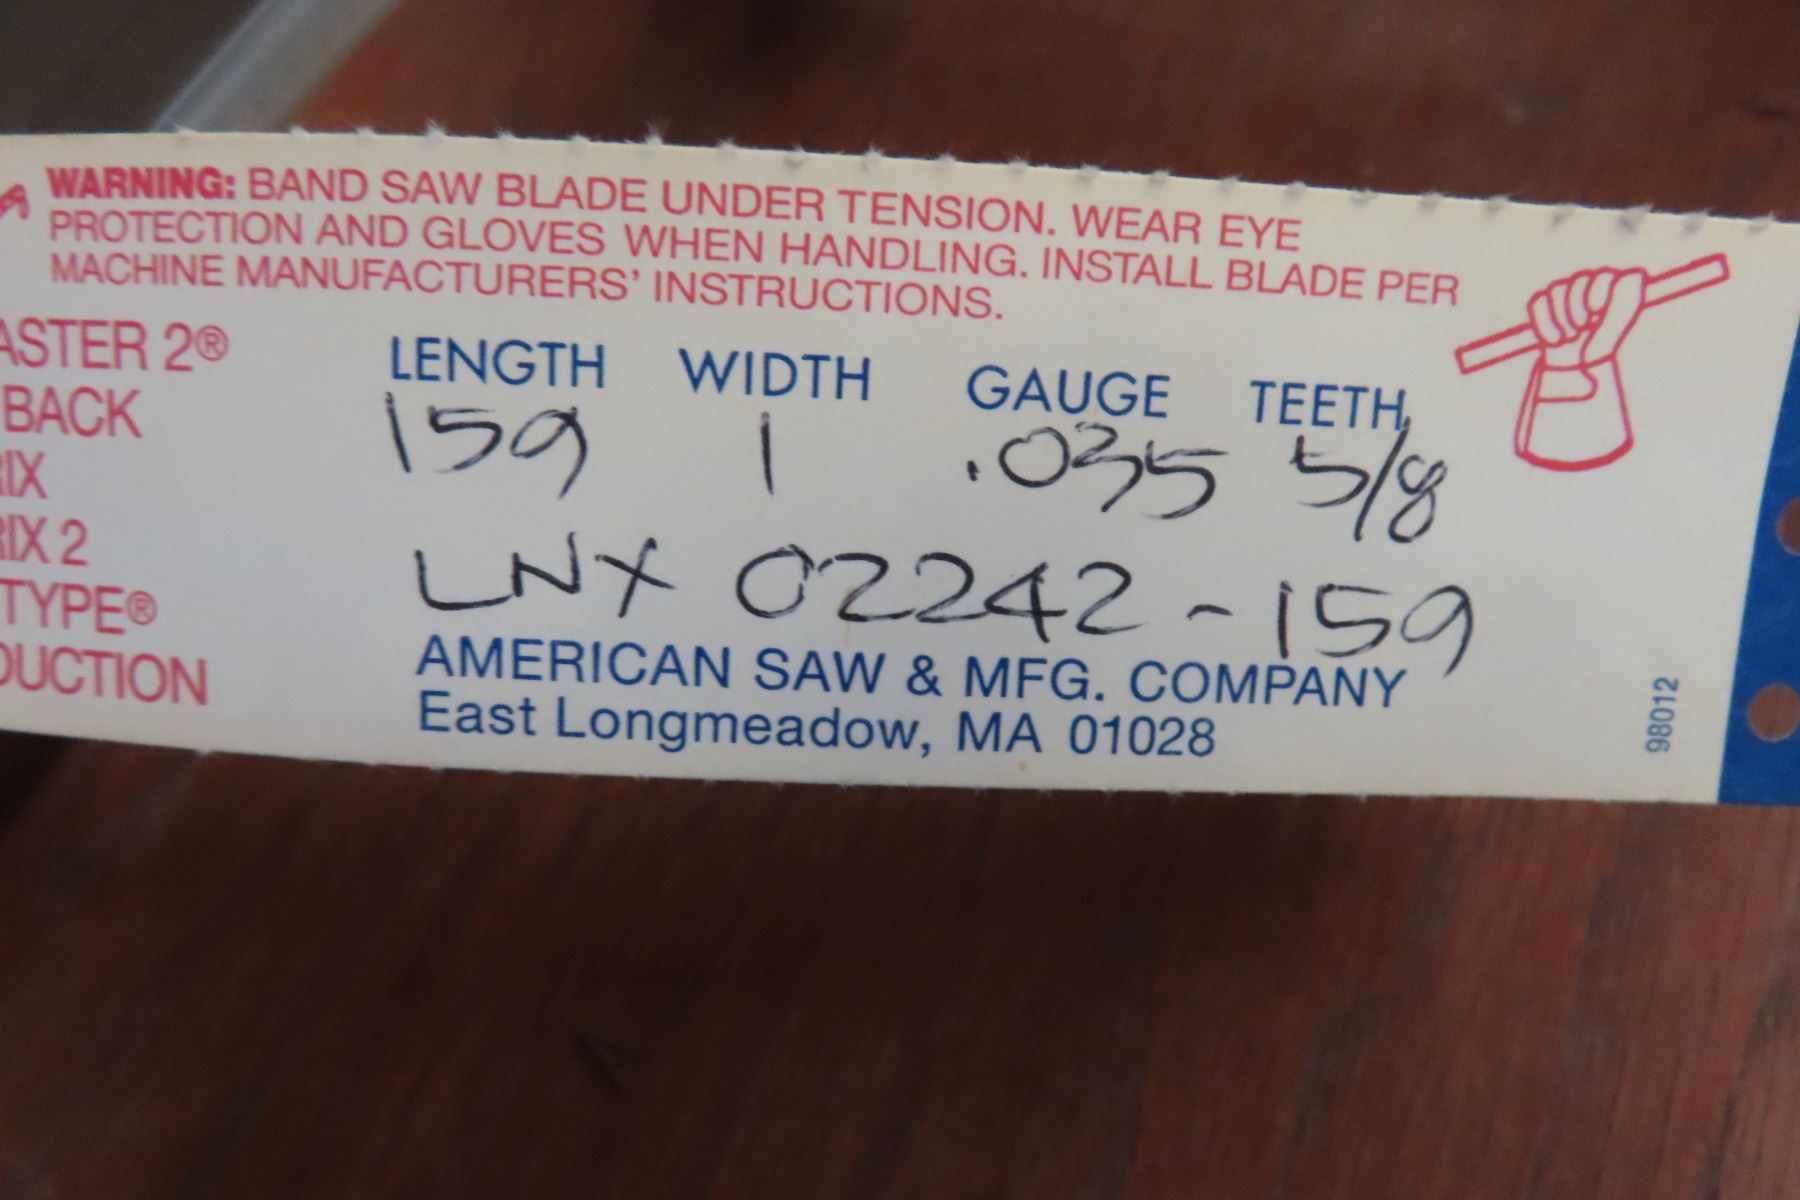 WARNING: BAND SAW BLADE UNDER TENSION. WEAR EYE
PROTECTION AND GLOVES WHEN HANDLING. INSTALL BLADE PER
MACHINE MANUFACTURERS' INSTRUCTIONS.
ASTER 2®
BACK
RIX
RIX 2
TYPE®
DUCTION
LENGTH WIDTH GAUGE TEETH
159 1 .035 5/8
LNX 02242-159
AMERICAN SAW & MFG. COMPANY
East Longmeadow, MA 01028
98012